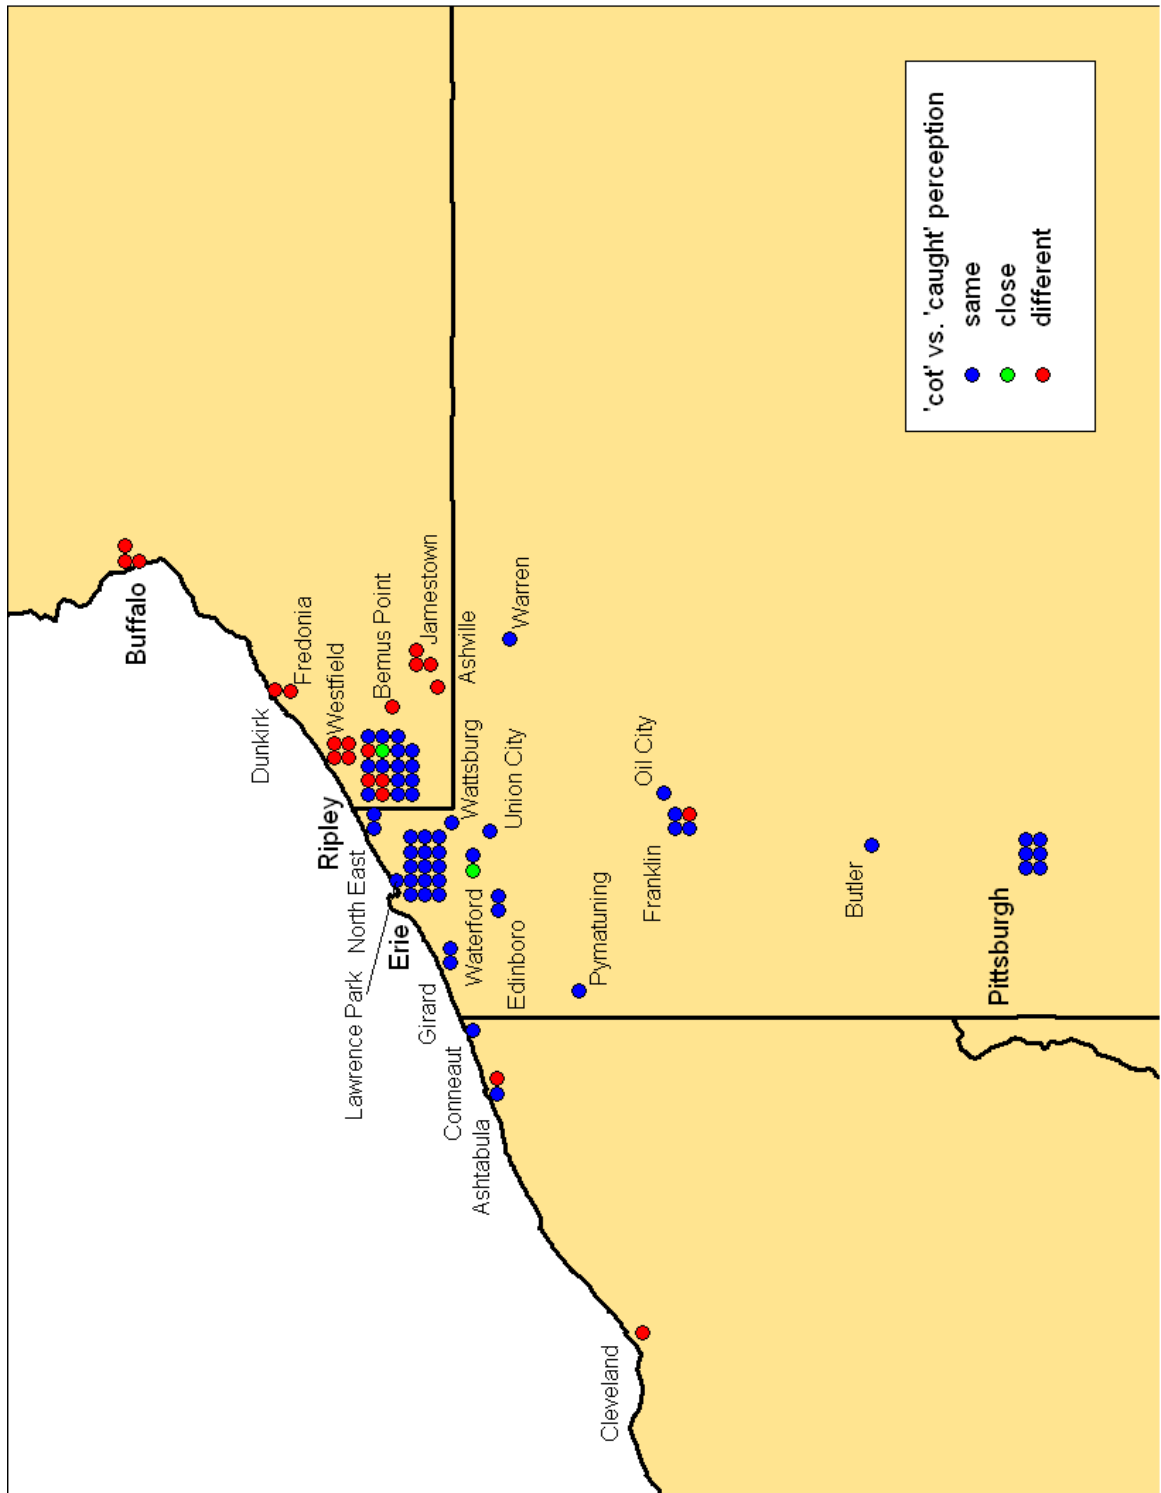 Buffalo
Dunkirk
Fredonia
Westfield
Bemus Point
Jamestown
Ashville
Ripley
North East
Lawrence Park
Erie
Wattsburg
Union City
Warren
Waterford
Edinboro
Girard
Conneaut
Ashtabula
Pymatuning
Oil City
Franklin
Butler
Pittsburgh
Cleveland
'cot' vs. 'caught' perception
same
close
different